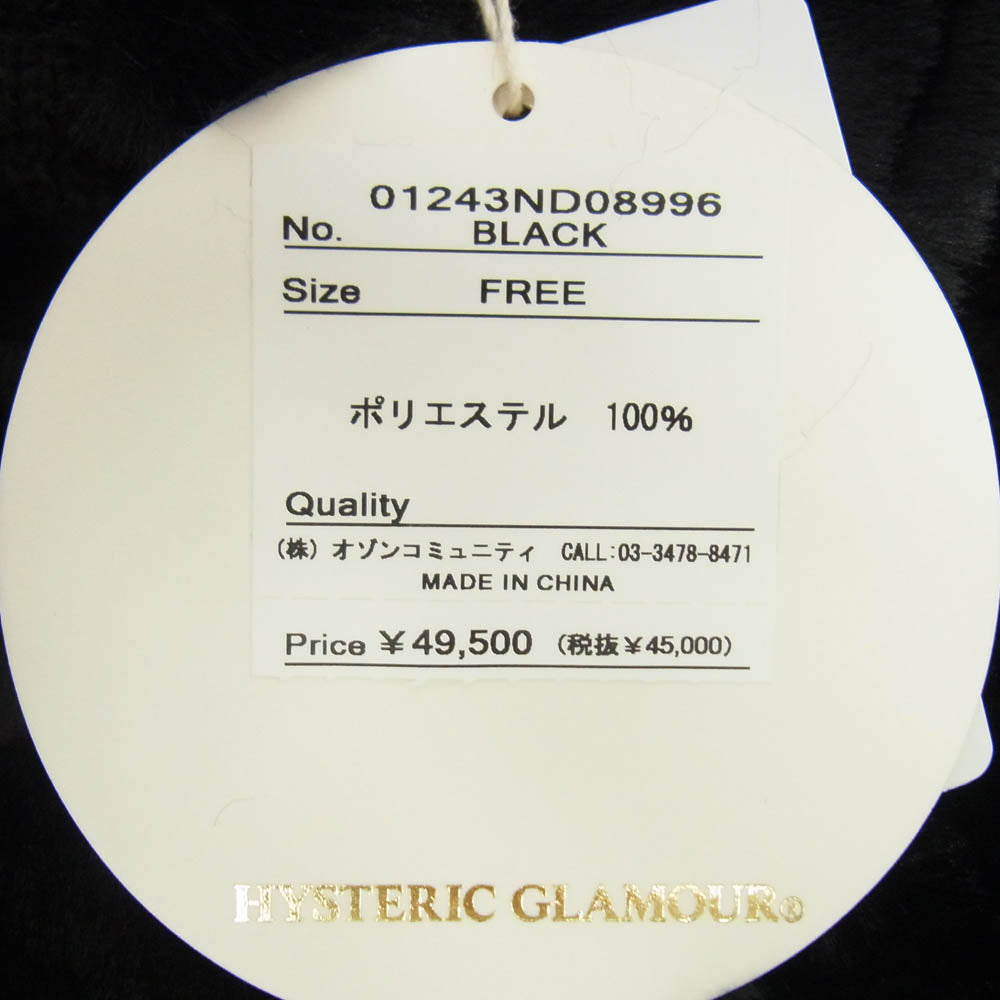 01243ND08996
No. BLACK
Size FREE
ポリエステル 100%
Quality
(株) オゾンコミュニティ CALL:03-3478-8471
MADE IN CHINA
Price ￥49,500 (税抜￥45,000)
HYSTERIC GLAMOUR®